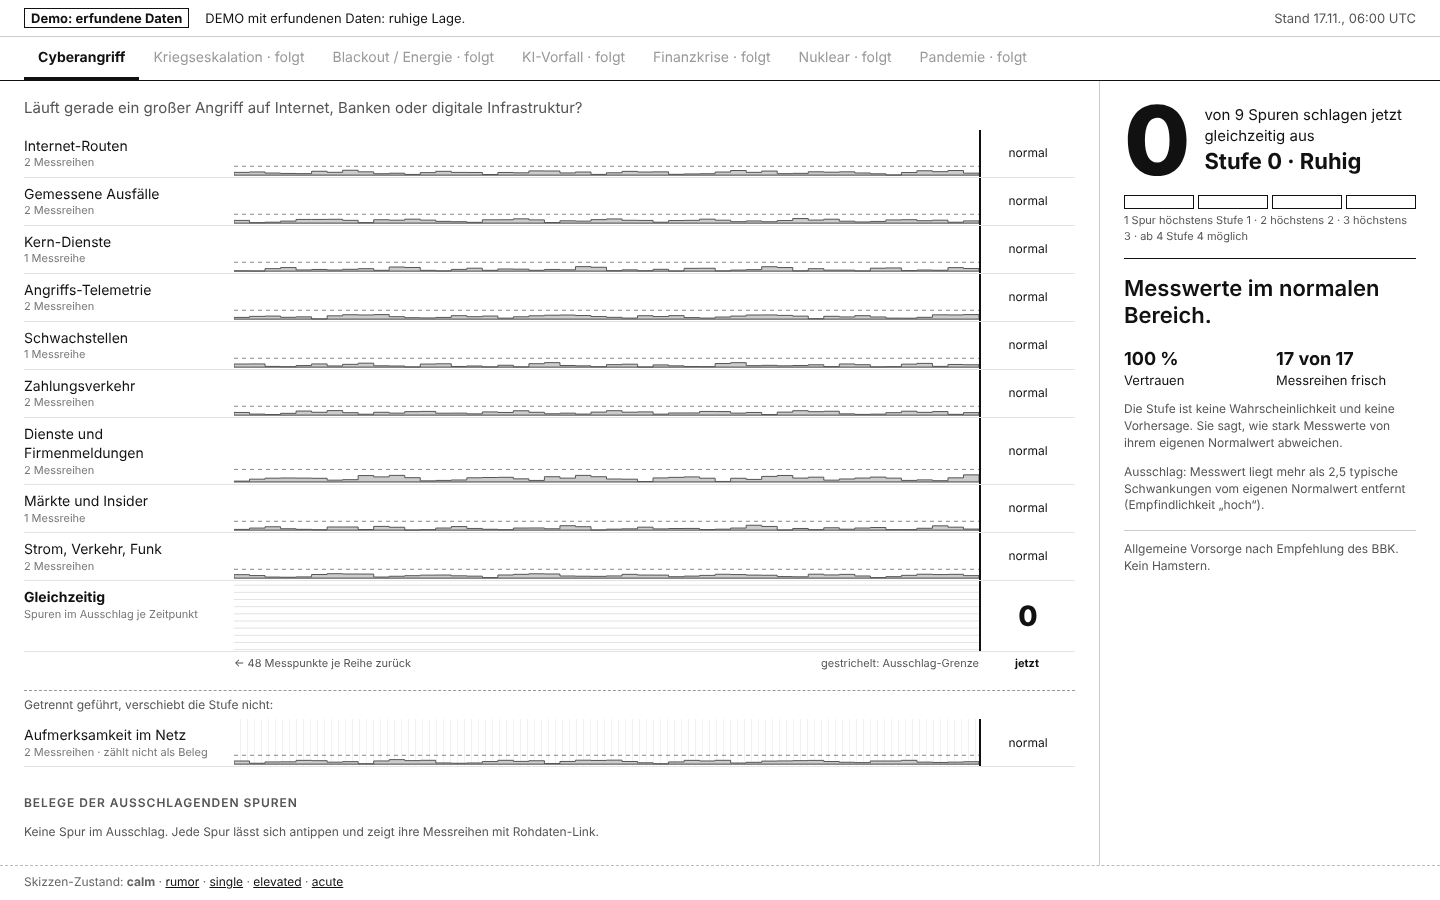 Demo: erfundene Daten DEMO mit erfundenen Daten: ruhige Lage. Stand 17.11., 06:00 UTC
Cyberangriff Kriegseskalation · folgt Blackout / Energie · folgt KI-Vorfall · folgt Finanzkrise · folgt Nuklear · folgt Pandemie · folgt
Läuft gerade ein großer Angriff auf Internet, Banken oder digitale Infrastruktur?
Internet-Routen
2 Messreihen
normal
Gemessene Ausfälle
2 Messreihen
normal
Kern-Dienste
1 Messreihe
normal
Angriffs-Telemetrie
2 Messreihen
normal
Schwachstellen
1 Messreihe
normal
Zahlungsverkehr
2 Messreihen
normal
Dienste und
Firmenmeldungen
2 Messreihen
normal
Märkte und Insider
1 Messreihe
normal
Strom, Verkehr, Funk
2 Messreihen
normal
Gleichzeitig
Spuren im Ausschlag je Zeitpunkt
0
← 48 Messpunkte je Reihe zurück gestrichelt: Ausschlag-Grenze jetzt
Getrennt geführt, verschiebt die Stufe nicht:
Aufmerksamkeit im Netz
2 Messreihen · zählt nicht als Beleg
normal
BELEGE DER AUSSCHLAGENDEN SPUREN
Keine Spur im Ausschlag. Jede Spur lässt sich antippen und zeigt ihre Messreihen mit Rohdaten-Link.
0
von 9 Spuren schlagen jetzt
gleichzeitig aus
Stufe 0 · Ruhig
1 Spur höchstens Stufe 1 · 2 höchstens 2 · 3 höchstens
3 · ab 4 Stufe 4 möglich
Messwerte im normalen
Bereich.
100 % 17 von 17
Vertrauen Messreihen frisch
Die Stufe ist keine Wahrscheinlichkeit und keine
Vorhersage. Sie sagt, wie stark Messwerte von
ihrem eigenen Normalwert abweichen.
Ausschlag: Messwert liegt mehr als 2,5 typische
Schwankungen vom eigenen Normalwert entfernt
(Empfindlichkeit „hoch“).
Allgemeine Vorsorge nach Empfehlung des BBK.
Kein Hamstern.
Skizzen-Zustand: calm · rumor · single · elevated · acute